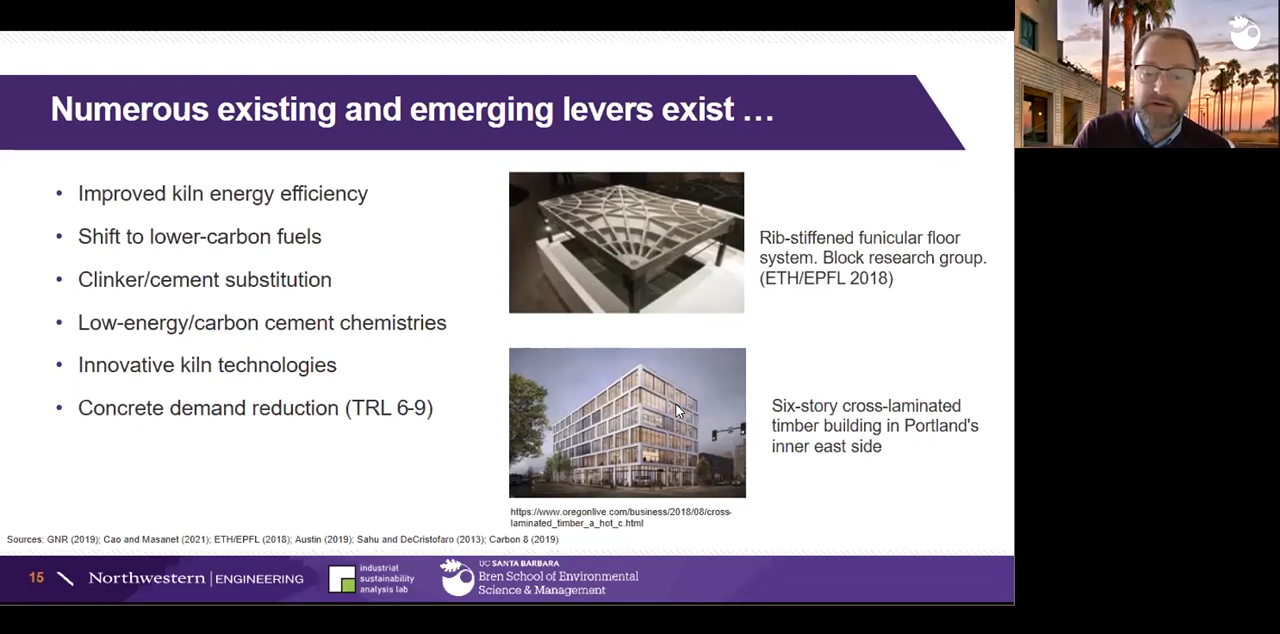 Numerous existing and emerging levers exist …
• Improved kiln energy efficiency
• Shift to lower-carbon fuels
• Clinker/cement substitution
• Low-energy/carbon cement chemistries
• Innovative kiln technologies
• Concrete demand reduction (TRL 6-9)
Rib-stiffened funicular floor
system. Block research group.
(ETH/EPFL 2018)
Six-story cross-laminated
timber building in Portland's
inner east side
https://www.oregonlive.com/business/2018/08/cross-
laminated_timber_a_hot_c.html
Sources: GNR (2019); Cao and Masanet (2021); ETH/EPFL (2018); Austin (2019); Sahu and DeCristofaro (2013); Carbon 8 (2019)
15
Northwestern | ENGINEERING
industrial
sustainability
analysis lab
UC SANTA BARBARA
Bren School of Environmental
Science & Management